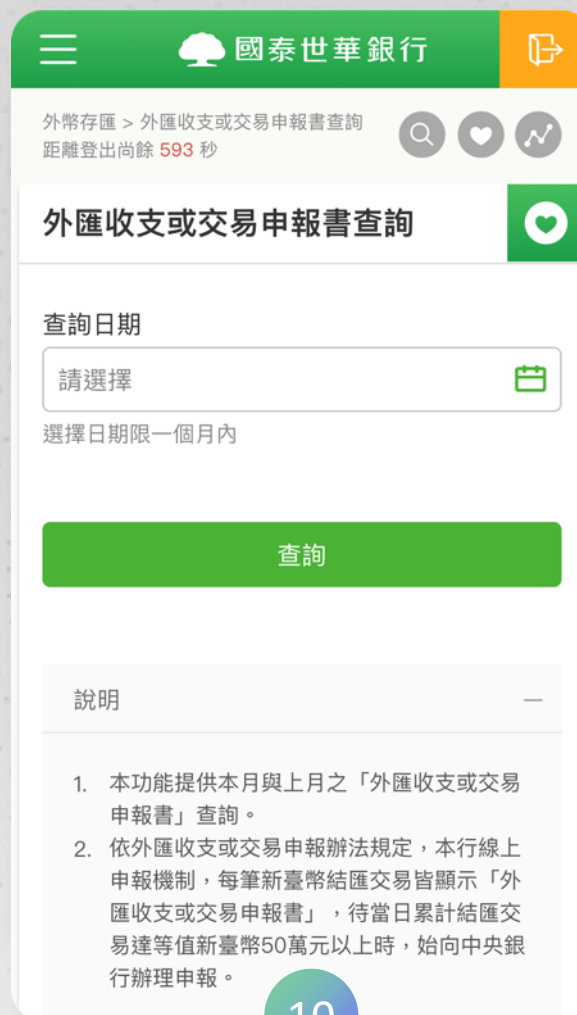 國泰世華銀行
外幣存匯 > 外匯收支或交易申報書查詢
距離登出尚餘 593 秒
外匯收支或交易申報書查詢
查詢日期
請選擇
選擇日期限一個月內
查詢
說明
1. 本功能提供本月與上月之「外匯收支或交易
申報書」查詢。
2. 依外匯收支或交易申報辦法規定，本行線上
申報機制，每筆新臺幣結匯交易皆顯示「外
匯收支或交易申報書」，待當日累計結匯交
易達等值新臺幣50萬元以上時，始向中央銀
行辦理申報。
10